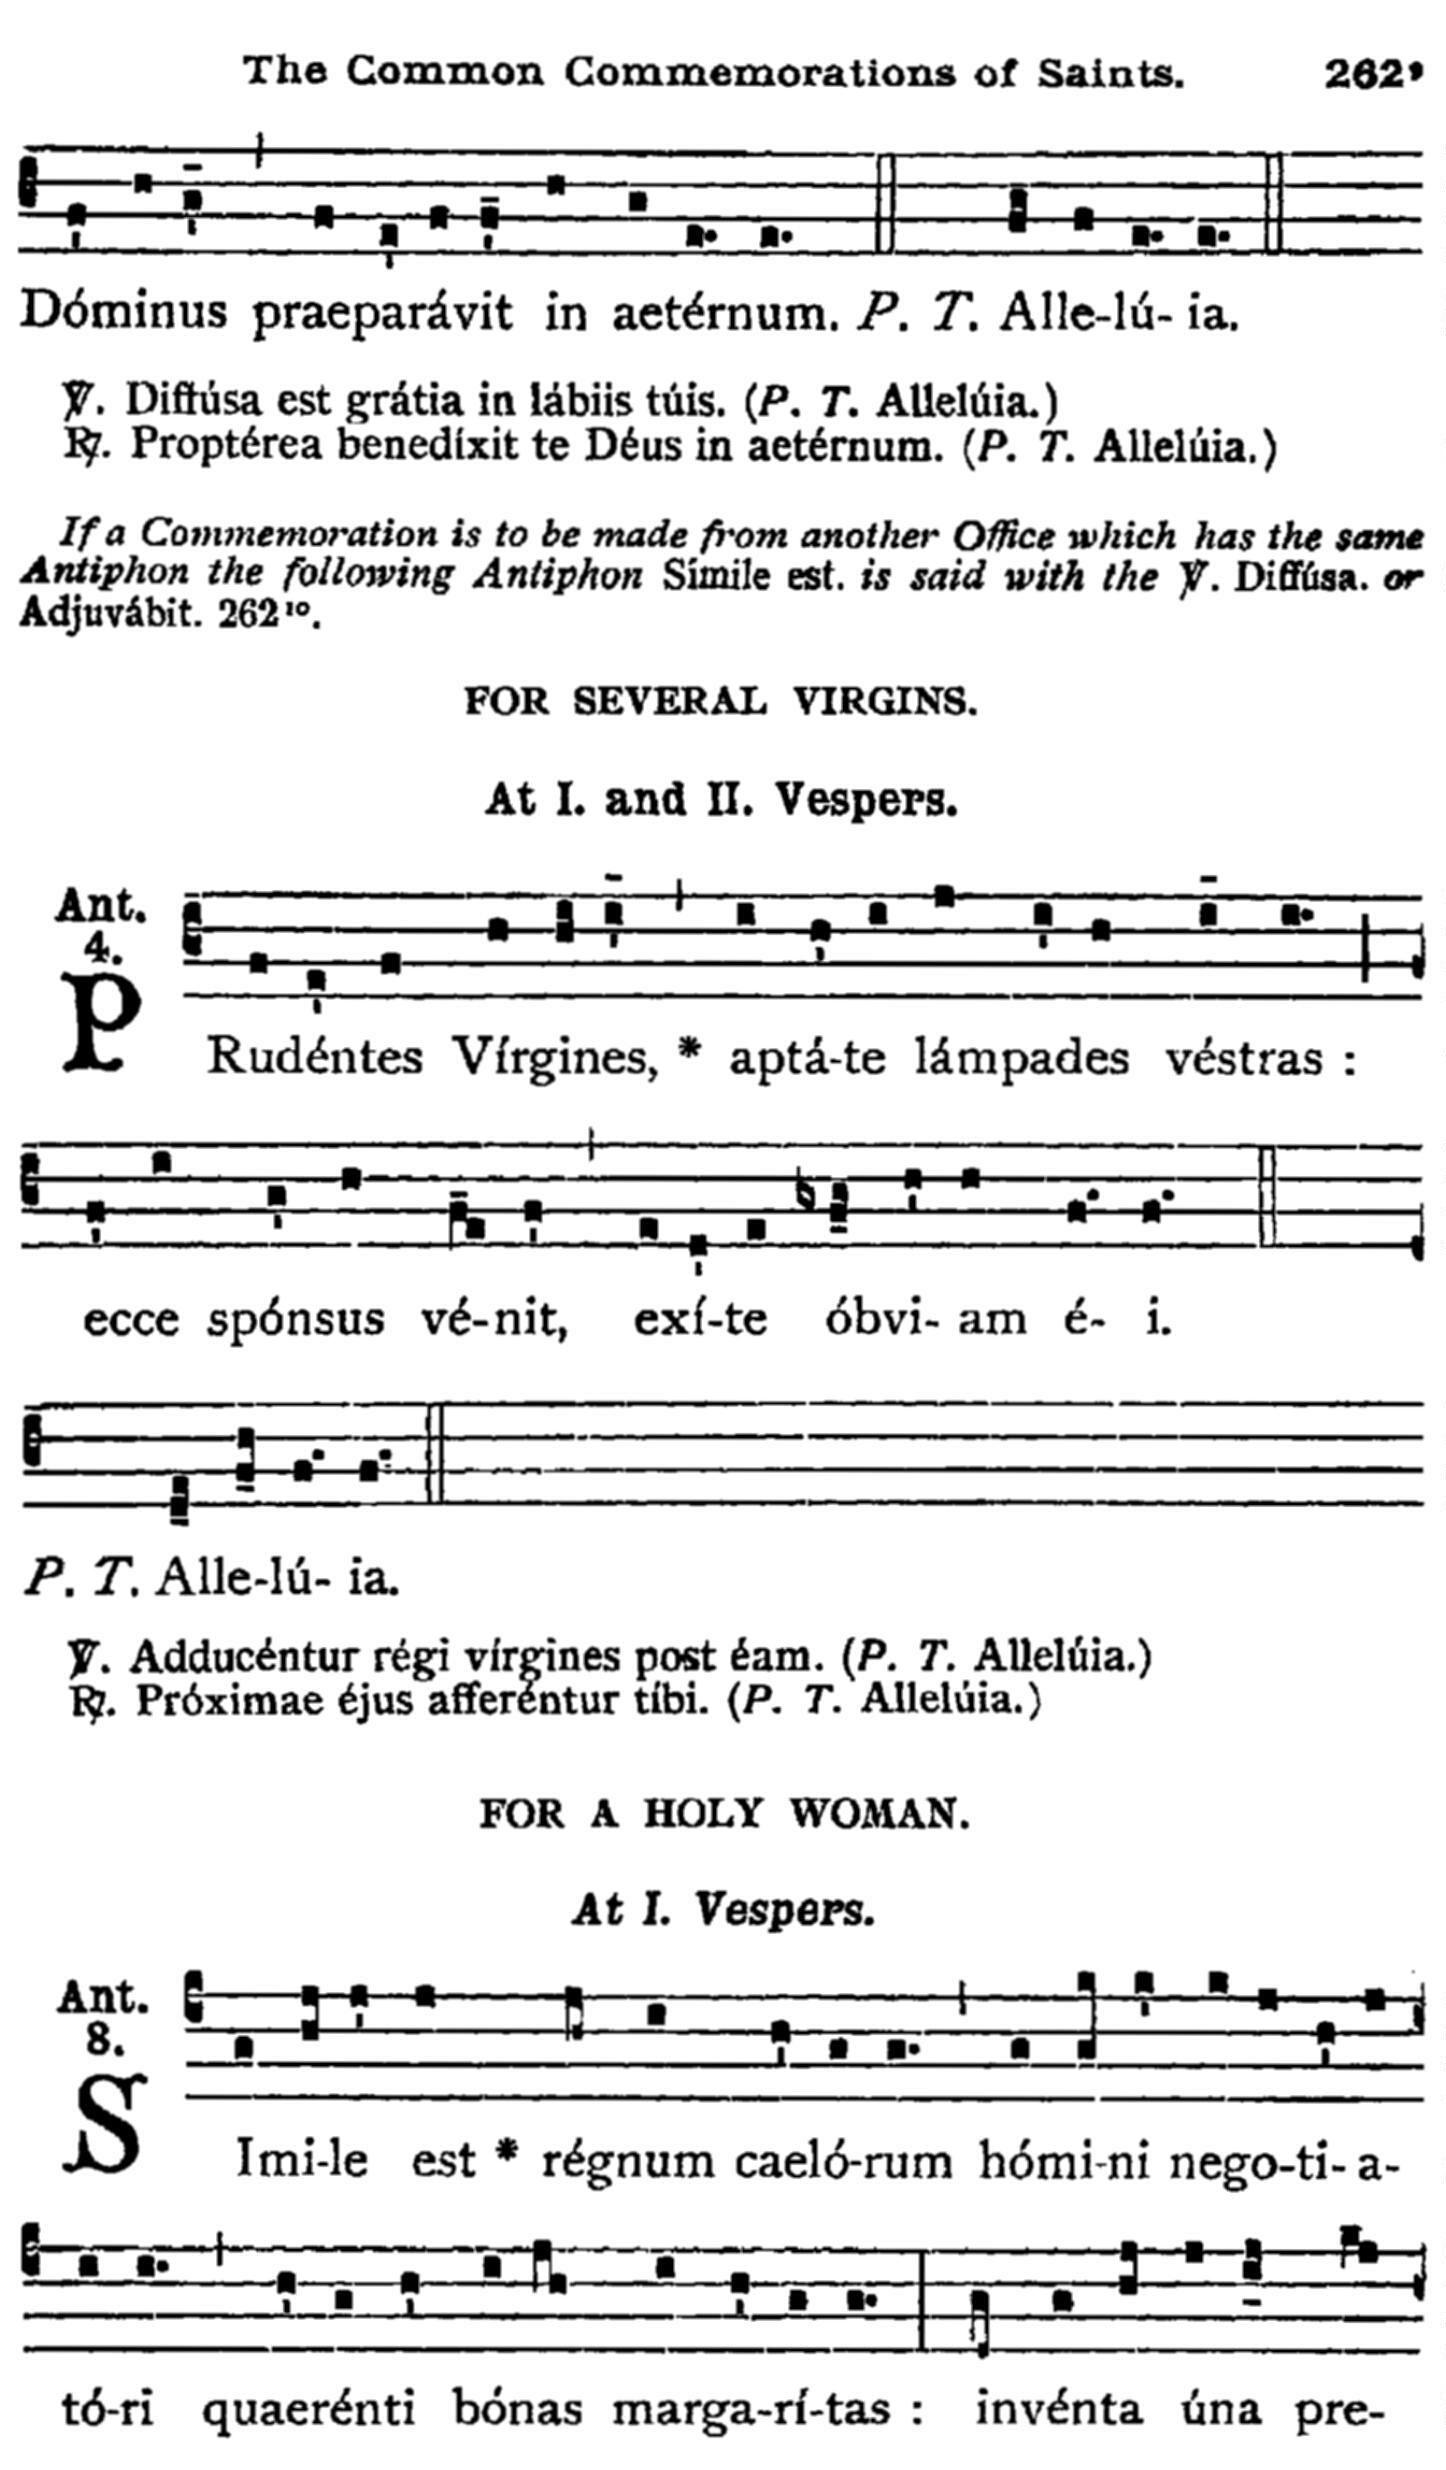 The Common Commemorations of Saints. 262⁹
Dóminus praeparávit in aetérnum. P. T. Alle-lú- ia.
℣. Diffúsa est grátia in lábiis túis. (P. T. Allelúia.)
℟. Proptérea benedíxit te Déus in aetérnum. (P. T. Allelúia.)
If a Commemoration is to be made from another Office which has the same
Antiphon the following Antiphon Símile est. is said with the ℣. Diffúsa. or
Adjuvábit. 262¹⁰.
FOR SEVERAL VIRGINS.
At I. and II. Vespers.
Ant.
4.
PRudéntes Vírgines, * aptá-te lámpades véstras :
ecce spónsus vé-nit, exí-te óbvi- am é- i.
P. T. Alle-lú- ia.
℣. Adducéntur régi vírgines post éam. (P. T. Allelúia.)
℟. Próximae éjus afferéntur tíbi. (P. T. Allelúia.)
FOR A HOLY WOMAN.
At I. Vespers.
Ant.
8.
SImi-le est * régnum caeló-rum hómi-ni nego-ti- a-
tó-ri quaerénti bónas marga-rí-tas : invénta úna pre-